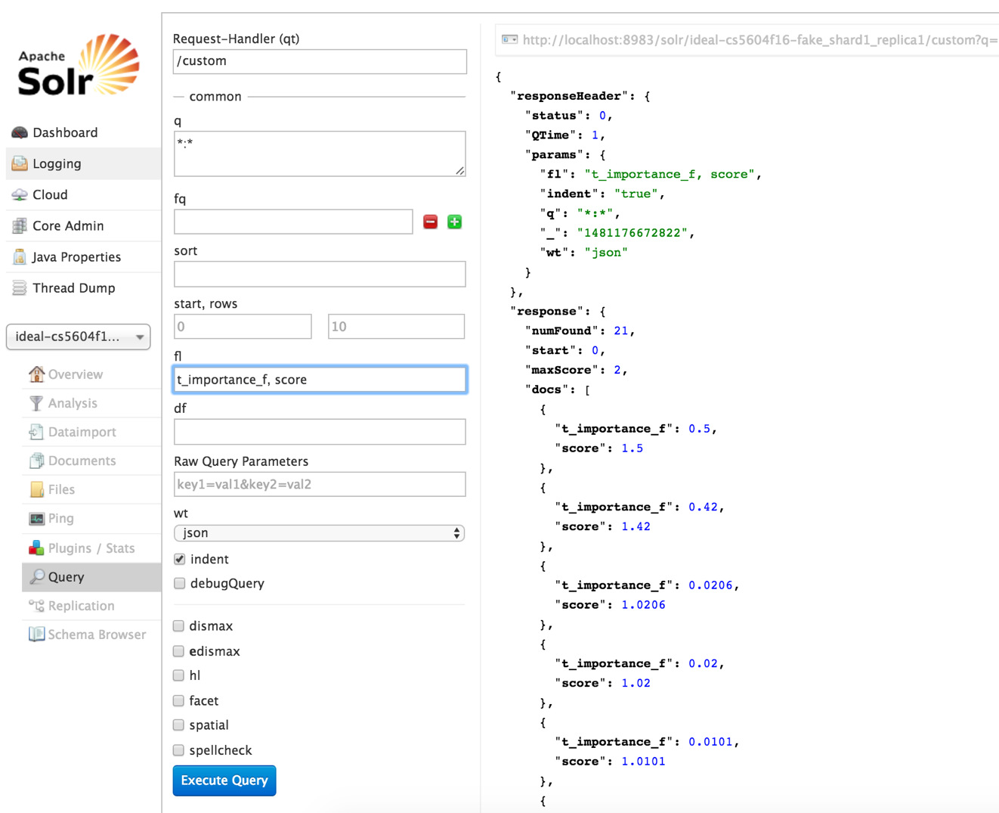 Apache
Solr
Dashboard
Logging
Cloud
Core Admin
Java Properties
Thread Dump
ideal-cs5604f1...
Overview
Analysis
Dataimport
Documents
Files
Ping
Plugins / Stats
Query
Replication
Schema Browser
Request-Handler (qt)
/custom
common
q
*:*
fq
sort
start, rows
0
10
fl
t_importance_f, score
df
Raw Query Parameters
key1=val1&key2=val2
wt
json
indent
debugQuery
dismax
edismax
hl
facet
spatial
spellcheck
Execute Query
http://localhost:8983/solr/ideal-cs5604f16-fake_shard1_replica1/custom?q=
{
"responseHeader": {
"status": 0,
"QTime": 1,
"params": {
"fl": "t_importance_f, score",
"indent": "true",
"q": "*:*",
"_": "1481176672822",
"wt": "json"
}
},
"response": {
"numFound": 21,
"start": 0,
"maxScore": 2,
"docs": [
{
"t_importance_f": 0.5,
"score": 1.5
},
{
"t_importance_f": 0.42,
"score": 1.42
},
{
"t_importance_f": 0.0206,
"score": 1.0206
},
{
"t_importance_f": 0.02,
"score": 1.02
},
{
"t_importance_f": 0.0101,
"score": 1.0101
},
{